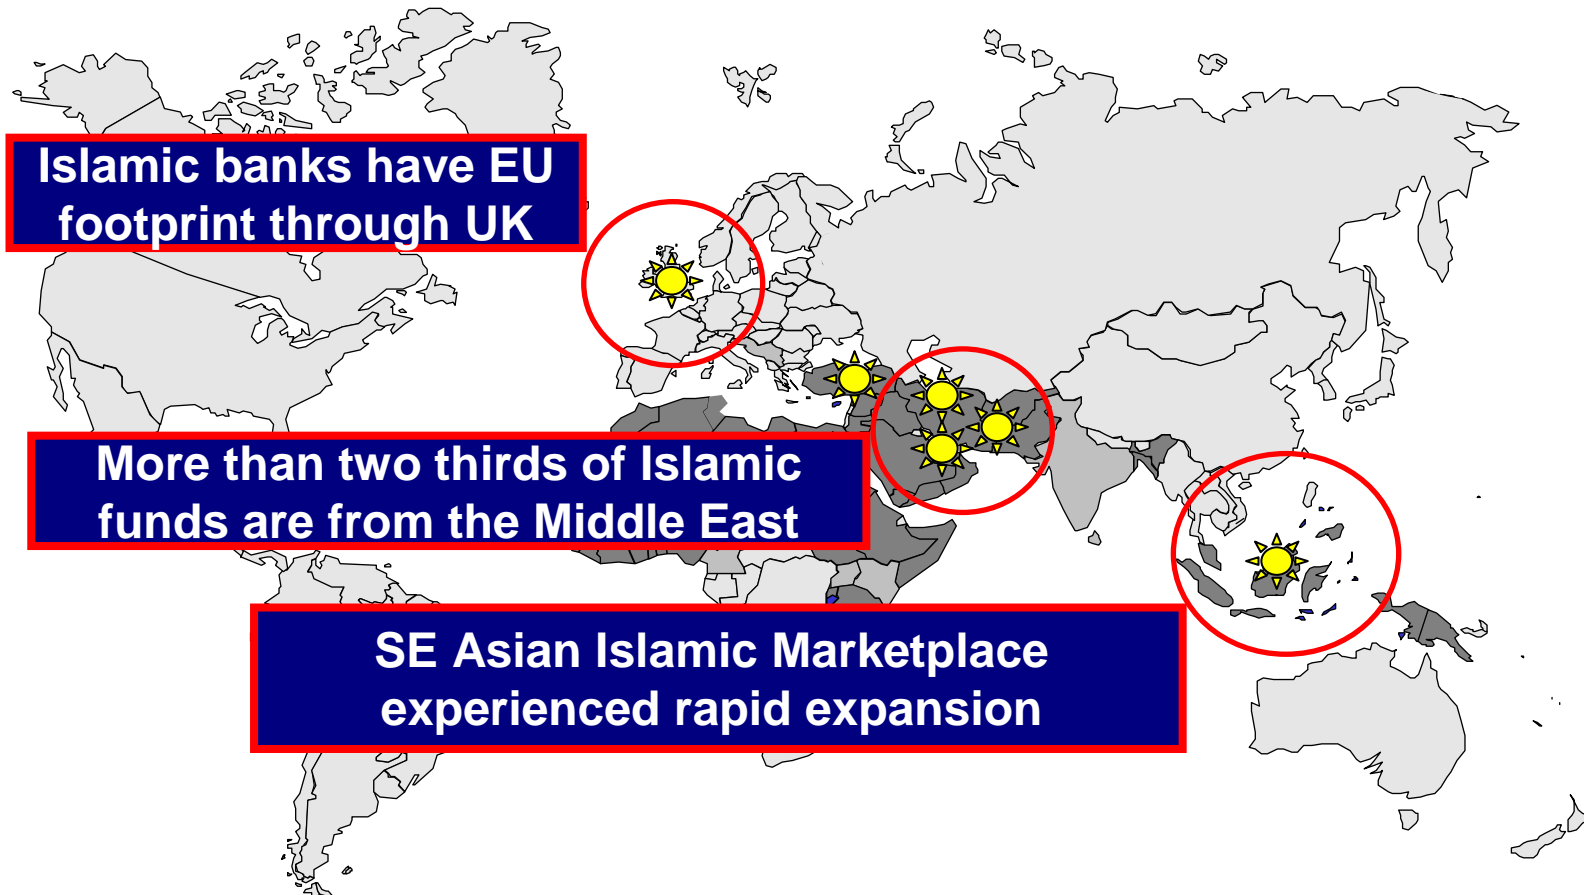 Islamic banks have EU
footprint through UK
More than two thirds of Islamic
funds are from the Middle East
SE Asian Islamic Marketplace
experienced rapid expansion